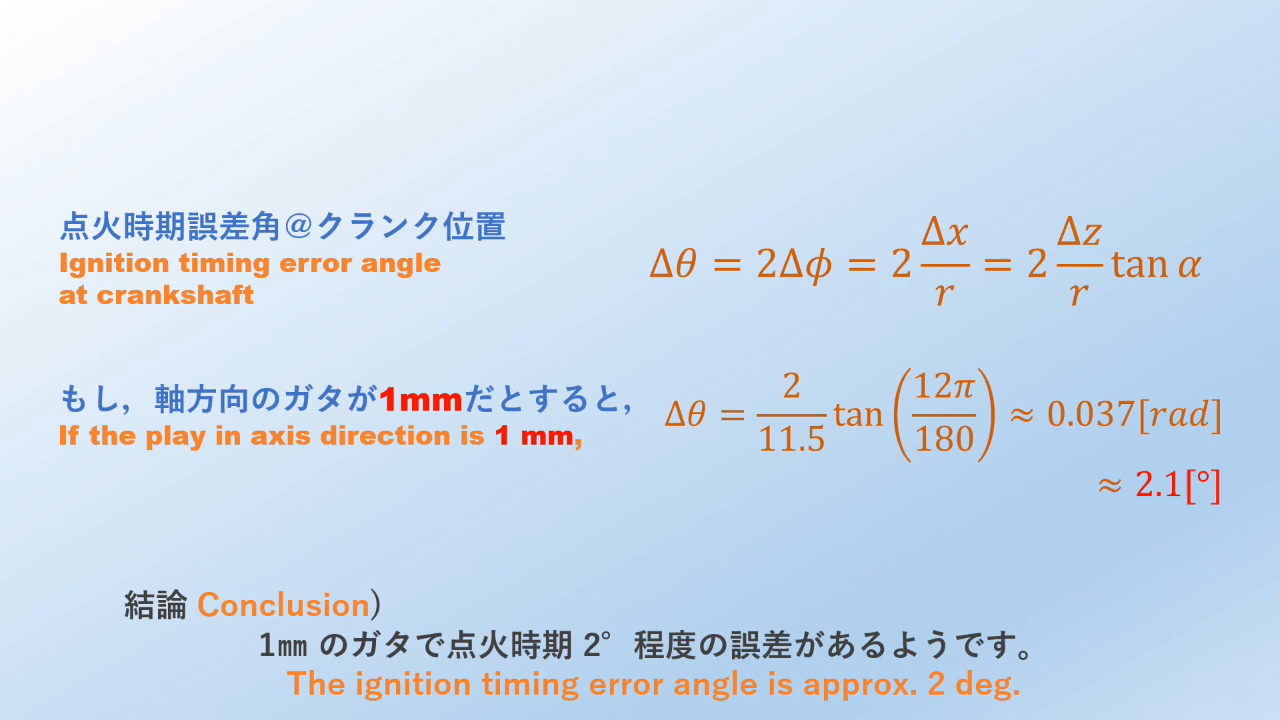 点火時期誤差角@クランク位置
Ignition timing error angle
at crankshaft
Δθ = 2Δϕ = 2 Δx/r = 2 Δz/r tan α
もし，軸方向のガタが1mmだとすると，
If the play in axis direction is 1 mm,
Δθ = 2/11.5 tan (12π/180) ≈ 0.037[rad]
≈ 2.1[°]
結論 Conclusion)
1㎜ のガタで点火時期 2° 程度の誤差があるようです。
The ignition timing error angle is approx. 2 deg.